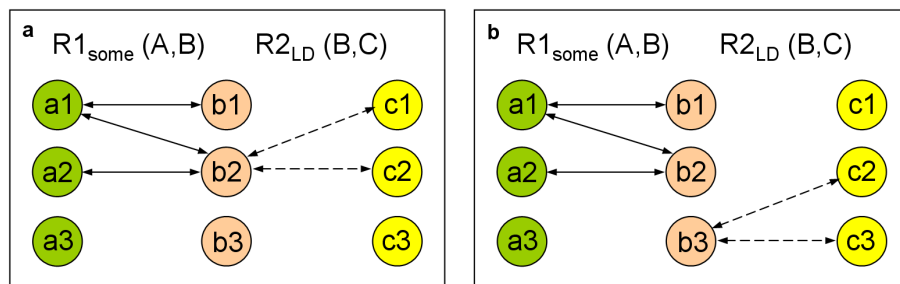 a
R1some (A,B) R2LD (B,C)
a1 b1 c1
a2 b2 c2
a3 b3 c3
b
R1some (A,B) R2LD (B,C)
a1 b1 c1
a2 b2 c2
a3 b3 c3